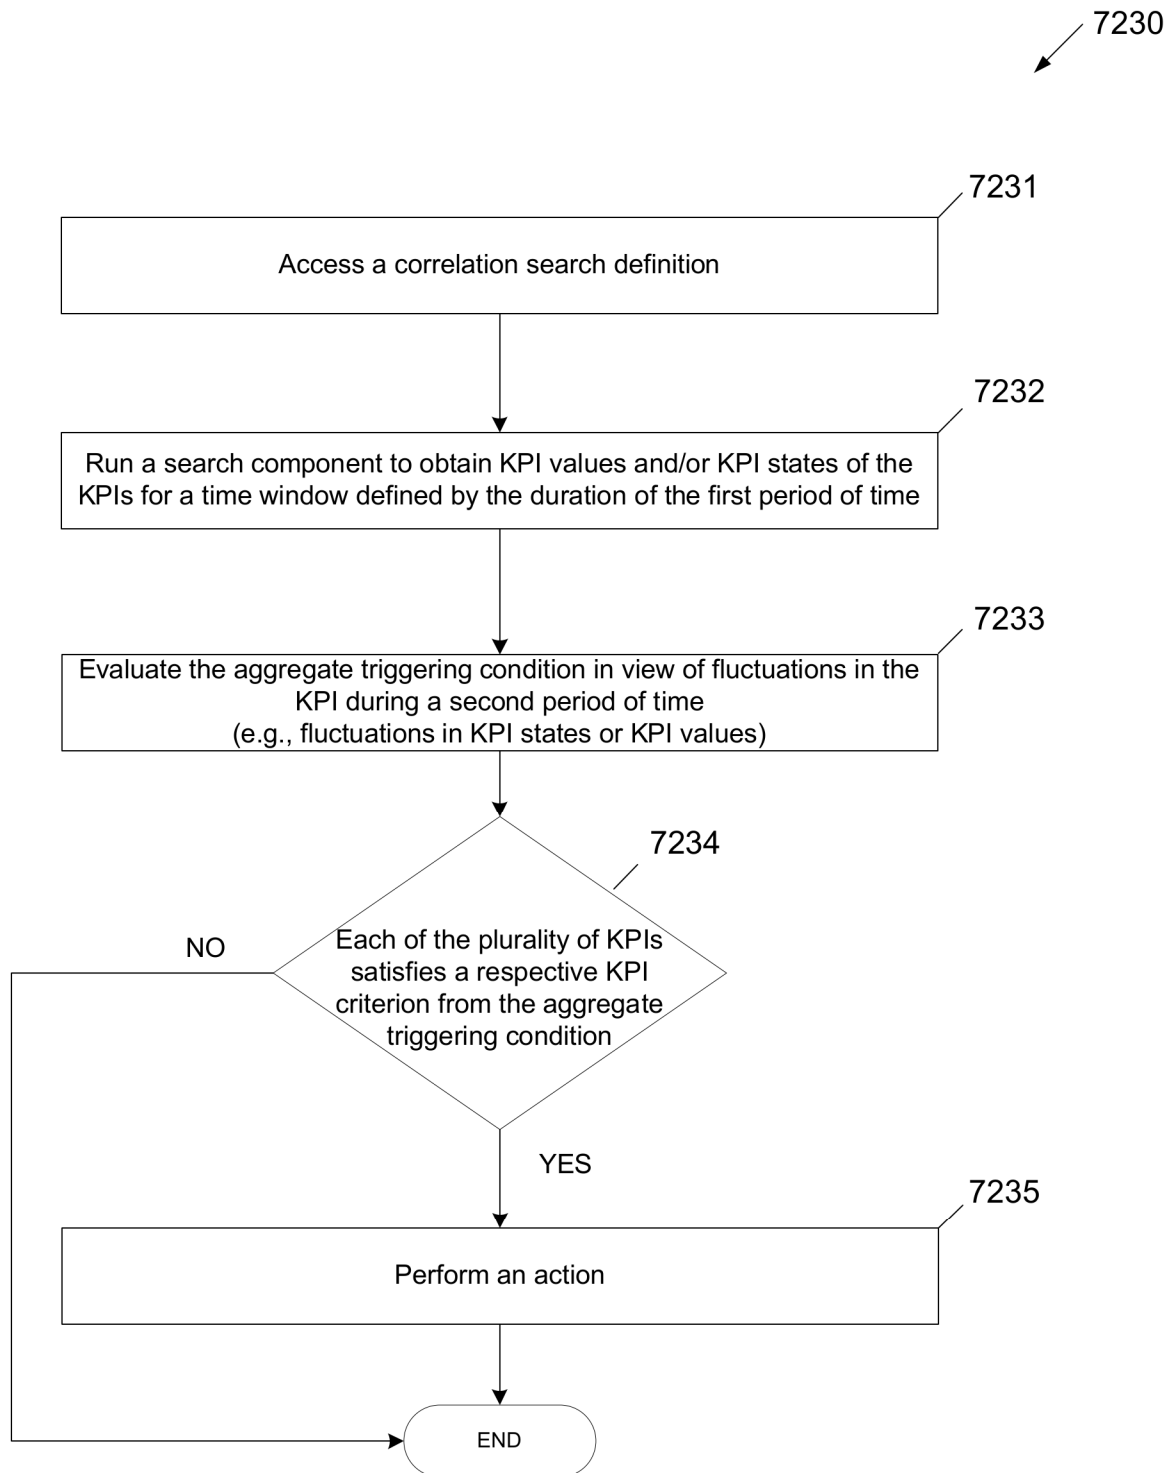 7230
7231
Access a correlation search definition
7232
Run a search component to obtain KPI values and/or KPI states of the
KPIs for a time window defined by the duration of the first period of time
7233
Evaluate the aggregate triggering condition in view of fluctuations in the
KPI during a second period of time
(e.g., fluctuations in KPI states or KPI values)
7234
Each of the plurality of KPIs
satisfies a respective KPI
criterion from the aggregate
triggering condition
NO
YES
7235
Perform an action
END